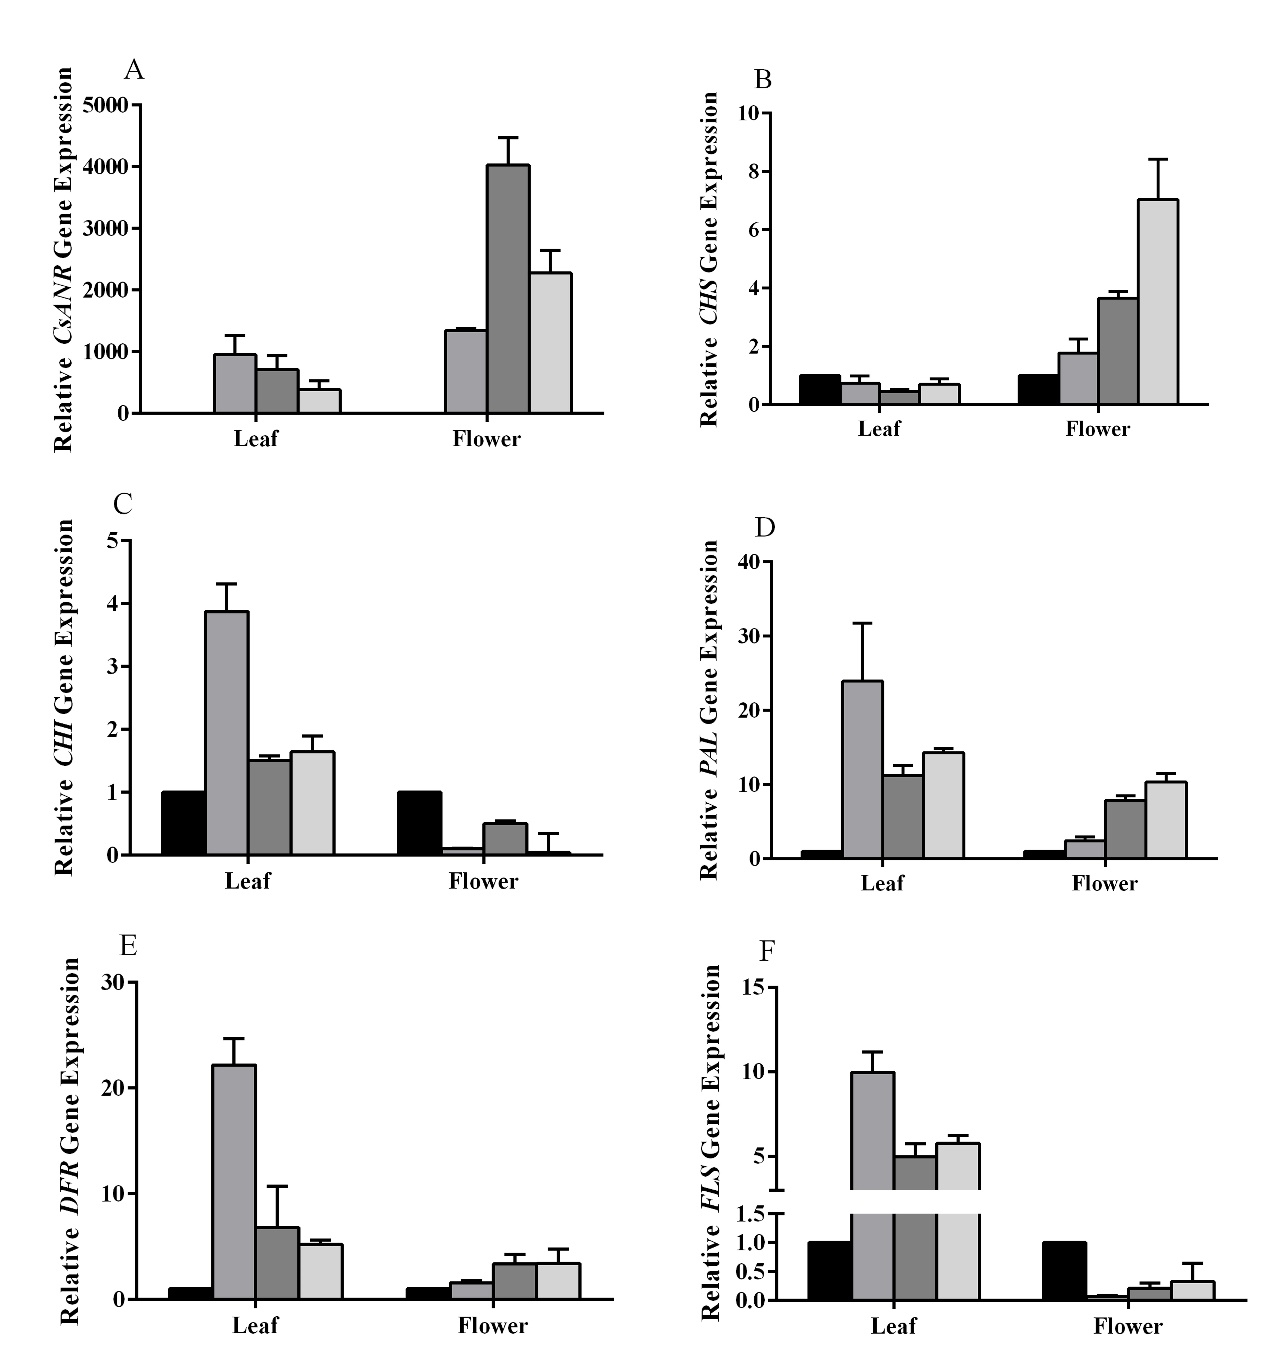 A
Relative CsANR Gene Expression
5000
4000
3000
2000
1000
0
Leaf
Flower
B
Relative CHS Gene Expression
10
8
6
4
2
0
Leaf
Flower
C
Relative CHI Gene Expression
5
4
3
2
1
0
Leaf
Flower
D
Relative PAL Gene Expression
40
30
20
10
0
Leaf
Flower
E
Relative DFR Gene Expression
30
20
10
0
Leaf
Flower
F
Relative FLS Gene Expression
15
10
5
1.5
1.0
0.5
0.0
Leaf
Flower